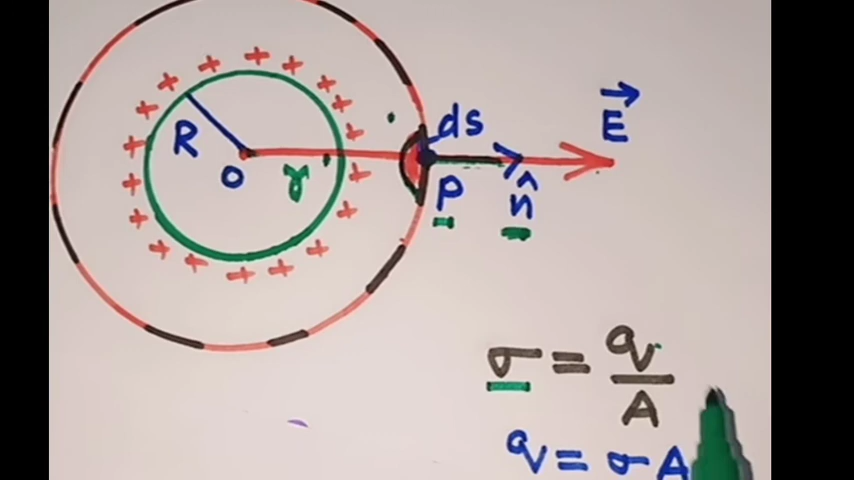 R
O
r
ds
P
n̂
E⃗
σ = q/A
q = σA